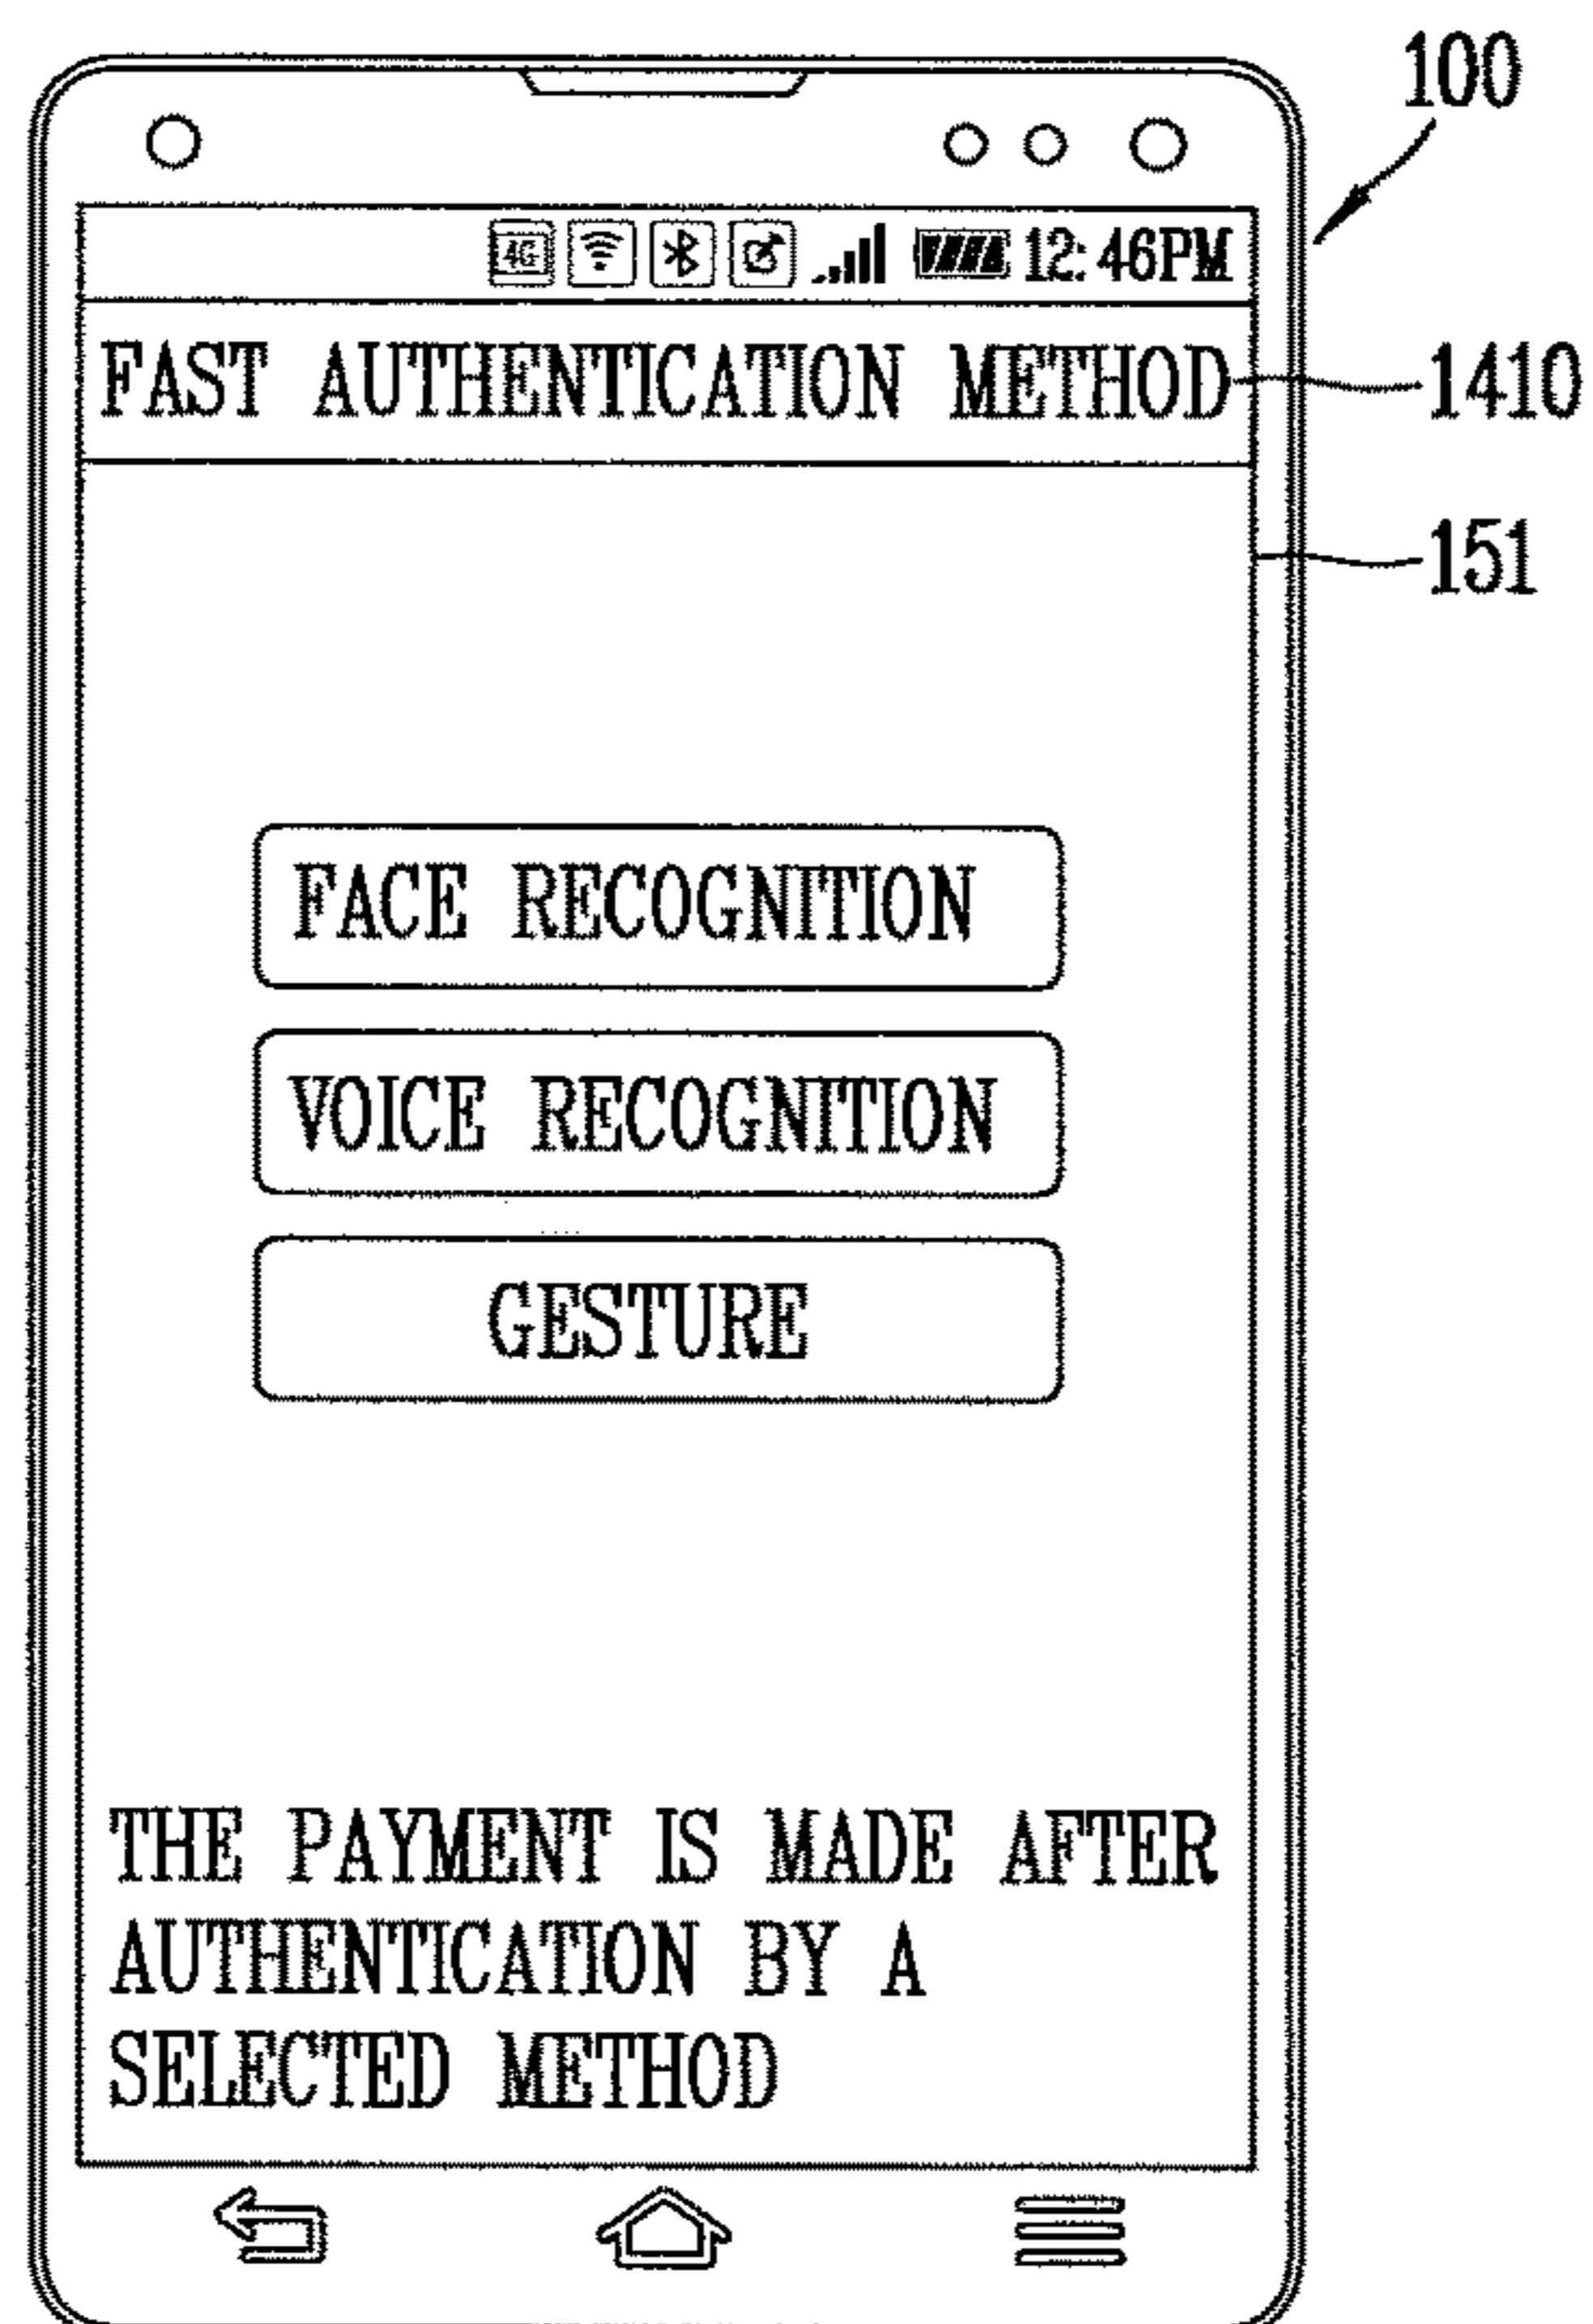 100
4G 12:46PM
FAST AUTHENTICATION METHOD 1410
151
FACE RECOGNITION
VOICE RECOGNITION
GESTURE
THE PAYMENT IS MADE AFTER
AUTHENTICATION BY A
SELECTED METHOD